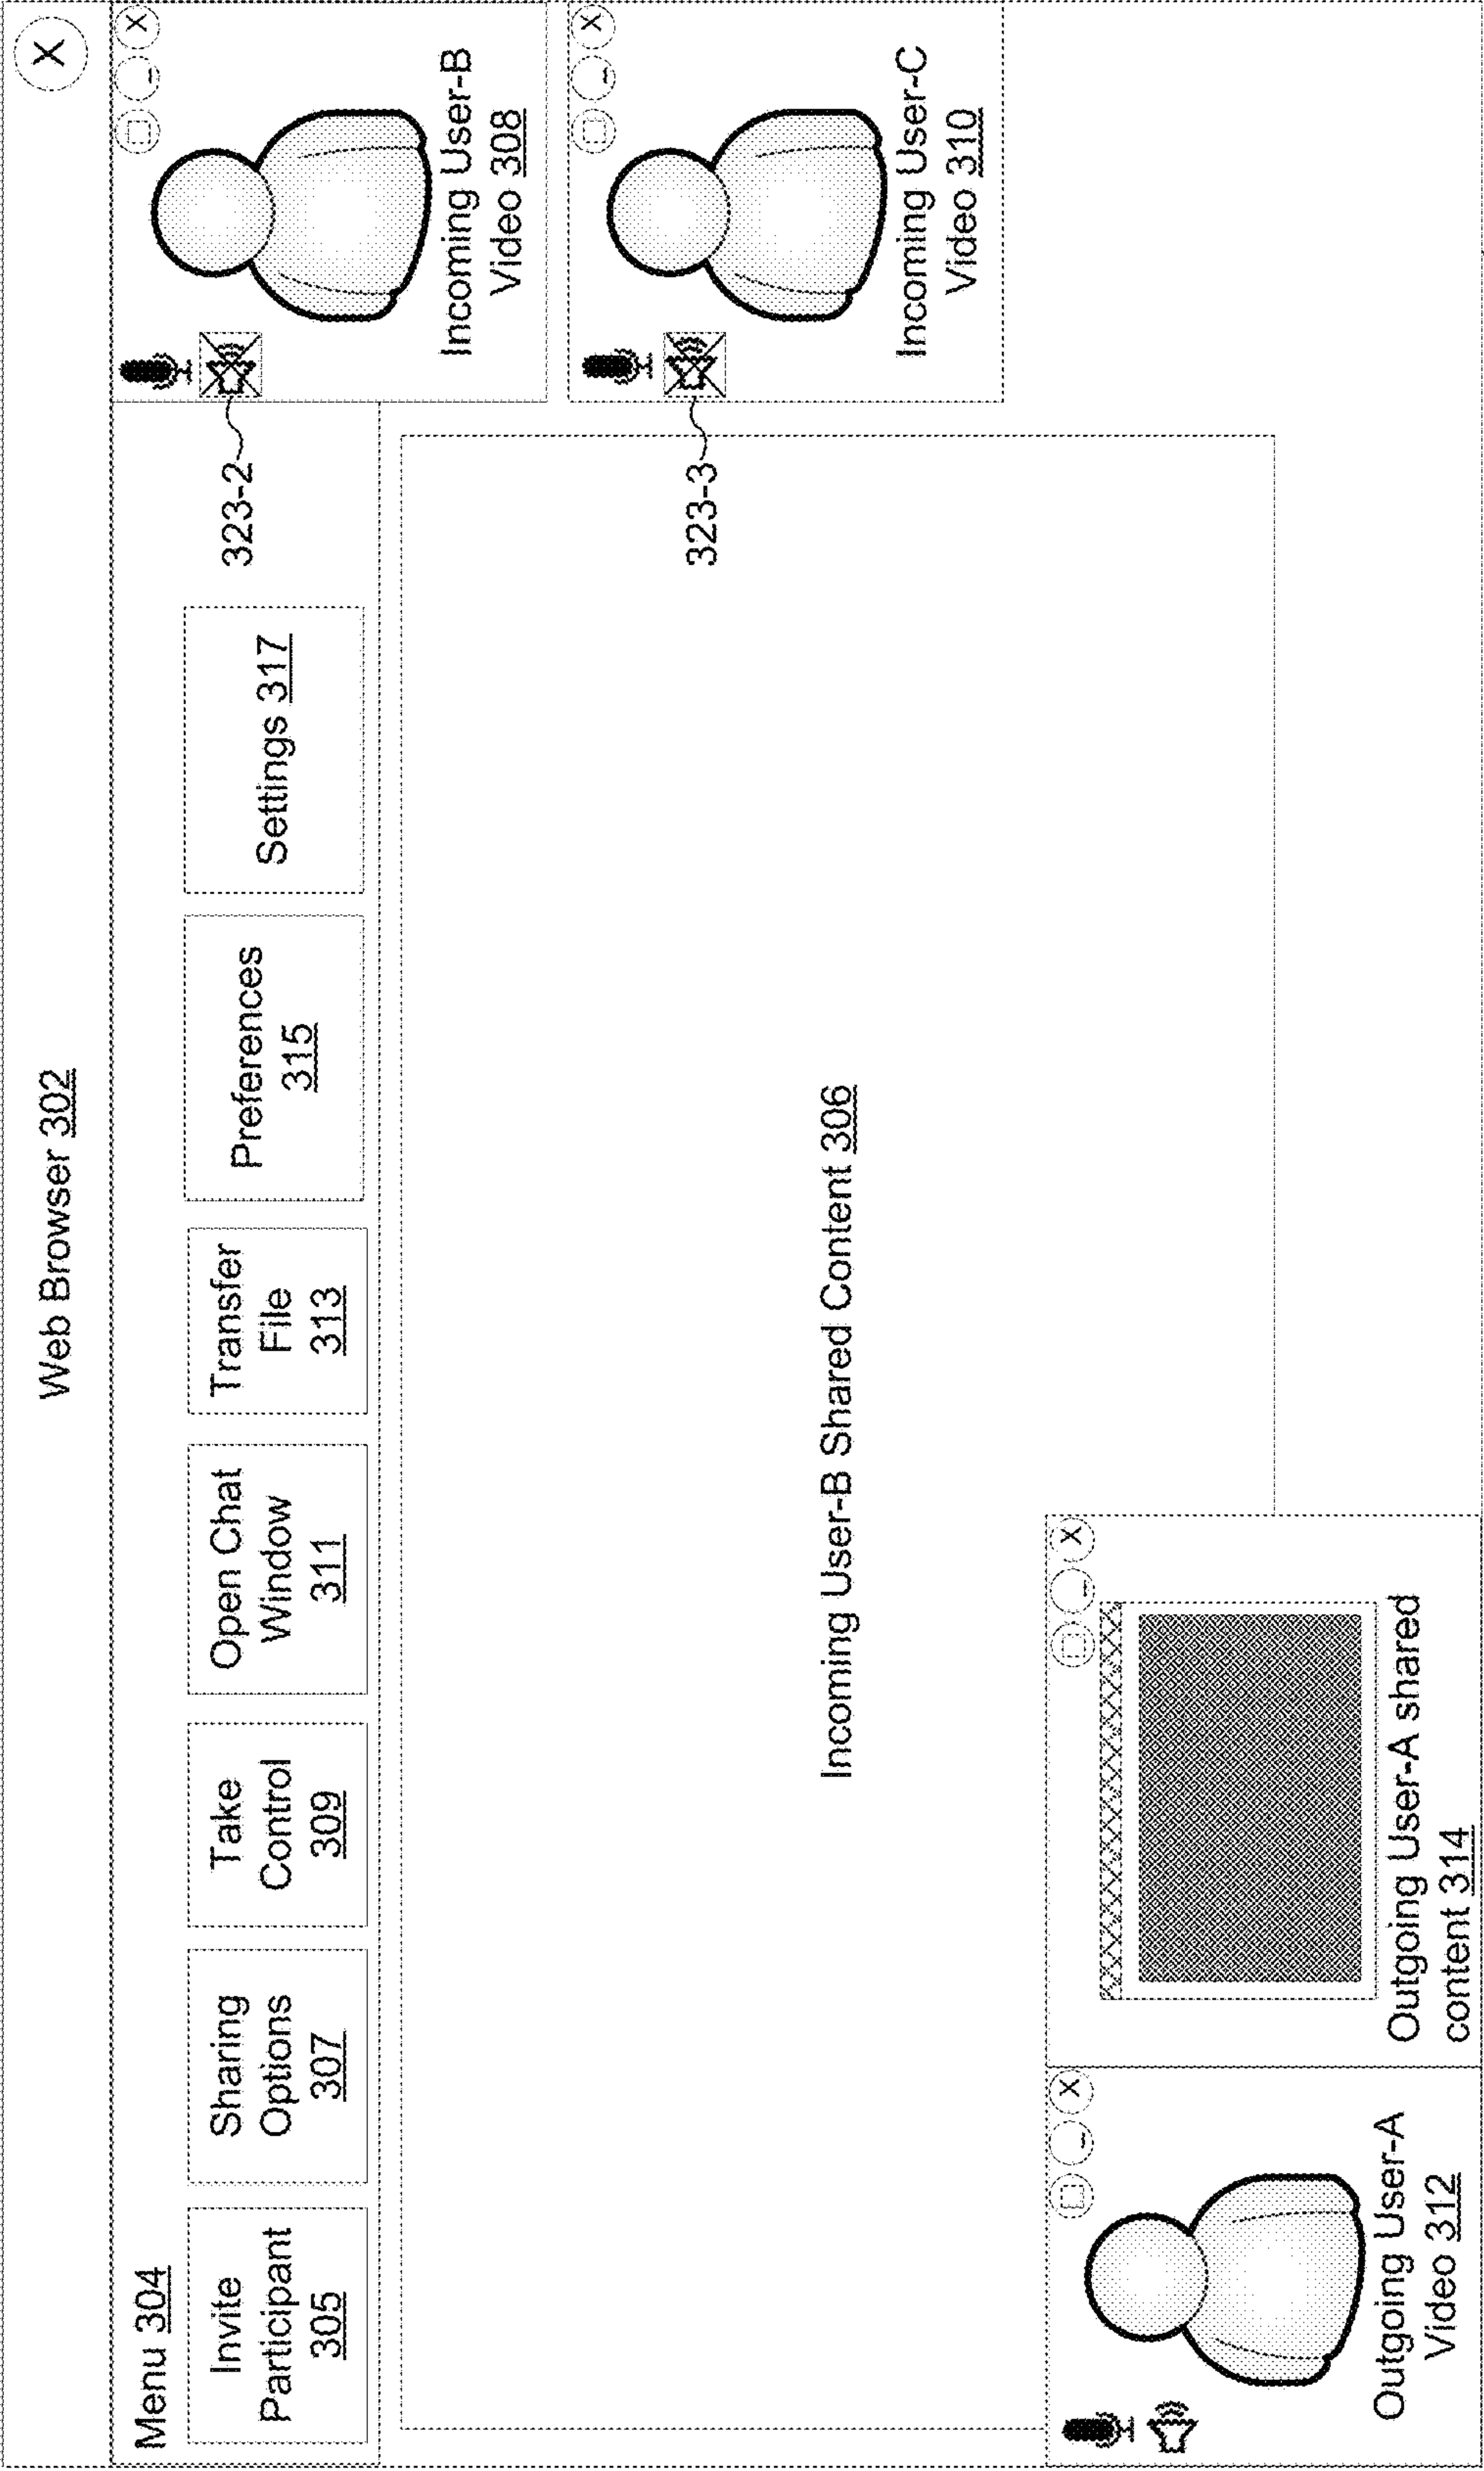 Web Browser 302
X
Menu 304
Invite
Participant
305
Sharing
Options
307
Take
Control
309
Open Chat
Window
311
Transfer
File
313
Preferences
315
Settings 317
323-2
X
Incoming User-B
Video 308
323-3
X
Incoming User-C
Video 310
Incoming User-B Shared Content 306
X
Outgoing User-A
Video 312
X
Outgoing User-A shared
content 314